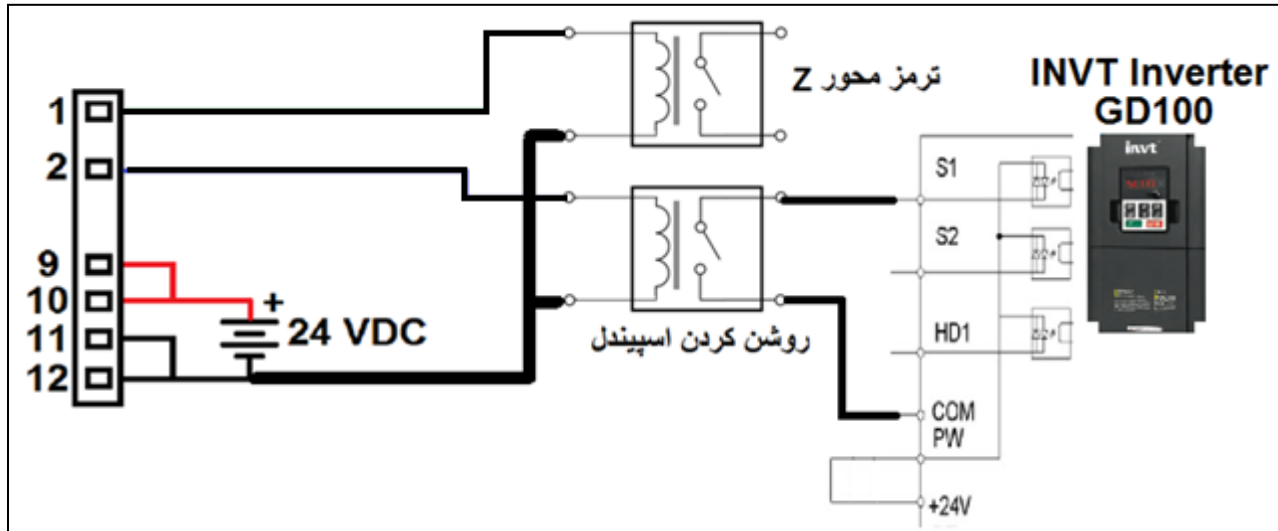 1
2
9
10
11
12
+
24 VDC
ترمز محور Z
روشن کردن اسپیندل
INVT Inverter
GD100
S1
S2
HD1
COM
PW
+24V
invt